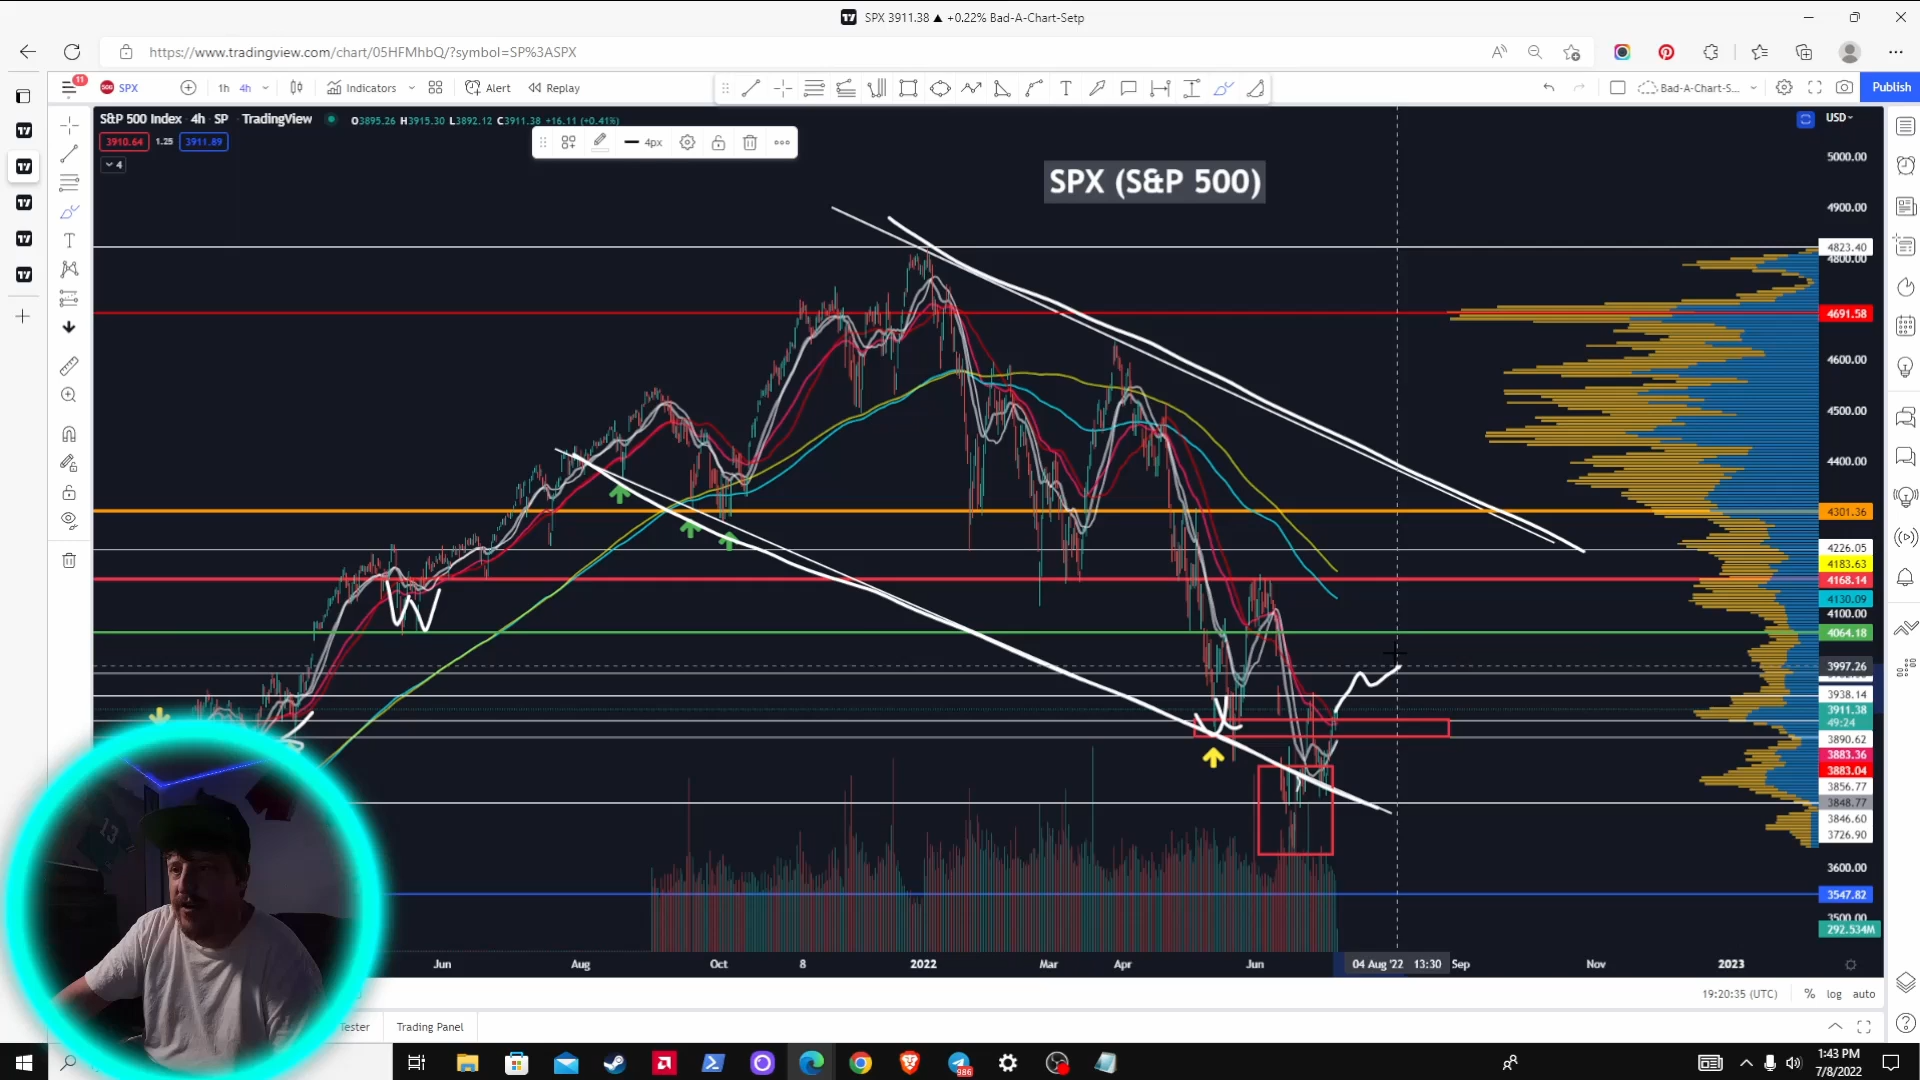 SPX 3911.38 ▲ +0.22% Bad-A-Chart-Setp
https://www.tradingview.com/chart/05HFMhbQ/?symbol=SP%3ASPX
11
SPX
1h
4h
Indicators
Alert
Replay
T
Bad-A-Chart-S...
Publish
S&P 500 Index 4h SP TradingView
O3895.26 H3915.30 L3892.12 C3911.38 +16.11 (+0.41%)
USD
3910.64 1.25 3911.89
4px
4
SPX (S&P 500)
5000.00
4900.00
4823.40
4800.00
4691.58
4600.00
4500.00
4400.00
4301.36
4226.05
4183.63
4168.14
4130.09
4100.00
4064.18
3997.26
3938.14
3911.38
49:24
3890.62
3883.36
3883.04
3856.77
3848.77
3846.60
3726.90
3600.00
3547.82
3500.00
292.534M
13
Jun Aug Oct 8 2022 Mar Apr Jun 04 Aug '22 13:30 Sep Nov 2023
19:20:35 (UTC) % log auto
Tester Trading Panel
986
1:43 PM
7/8/2022